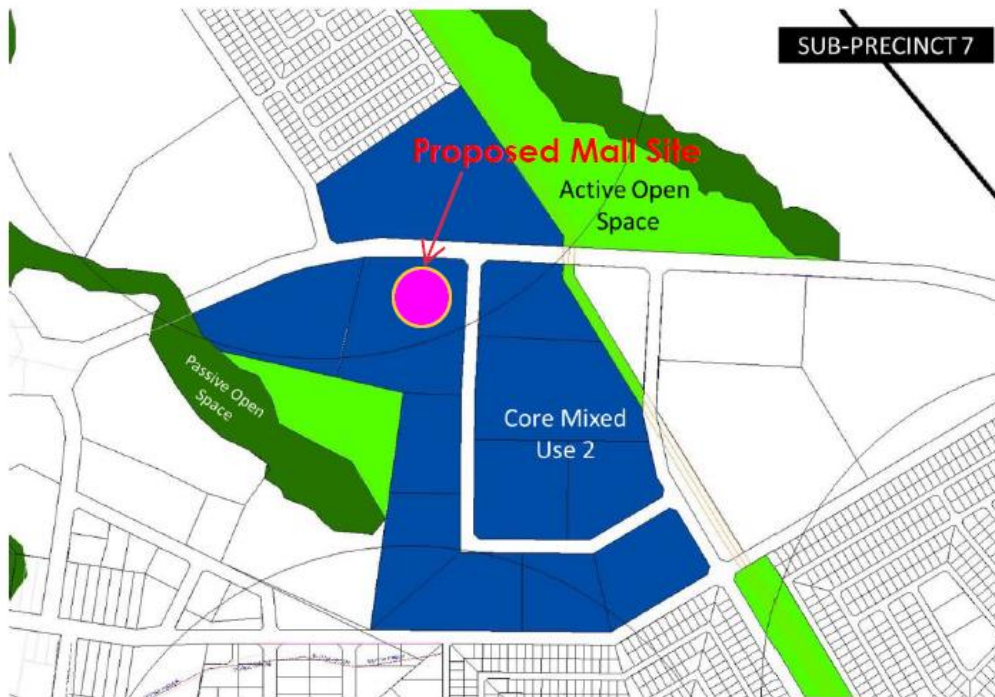 SUB-PRECINCT 7
Proposed Mall Site
Active Open
Space
Passive Open
Space
Core Mixed
Use 2